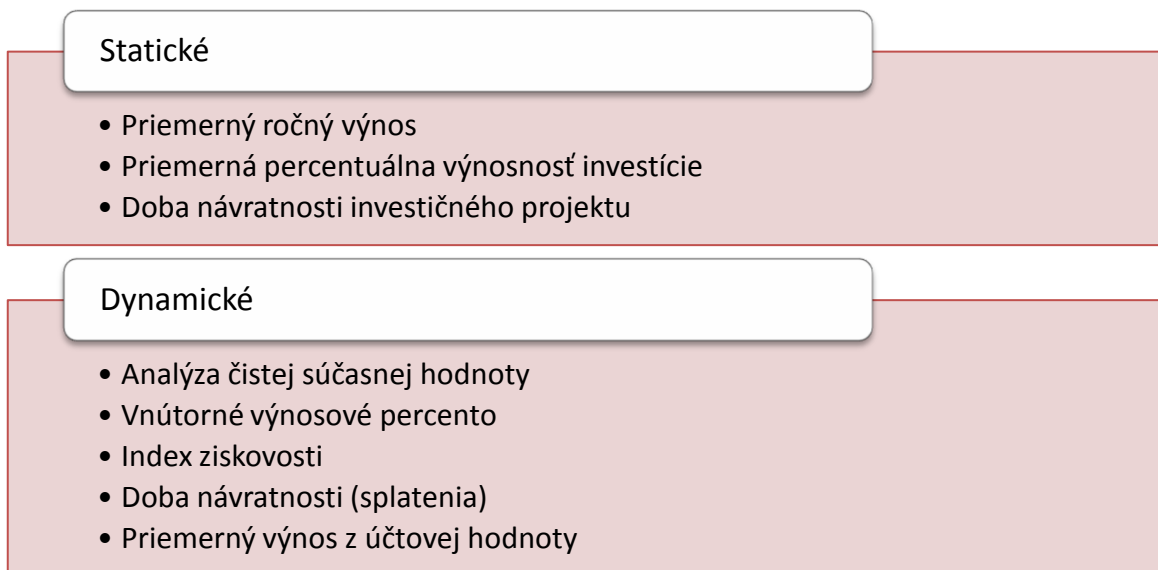 Statické
• Priemerný ročný výnos
• Priemerná percentuálna výnosnosť investície
• Doba návratnosti investičného projektu
Dynamické
• Analýza čistej súčasnej hodnoty
• Vnútorné výnosové percento
• Index ziskovosti
• Doba návratnosti (splatenia)
• Priemerný výnos z účtovej hodnoty